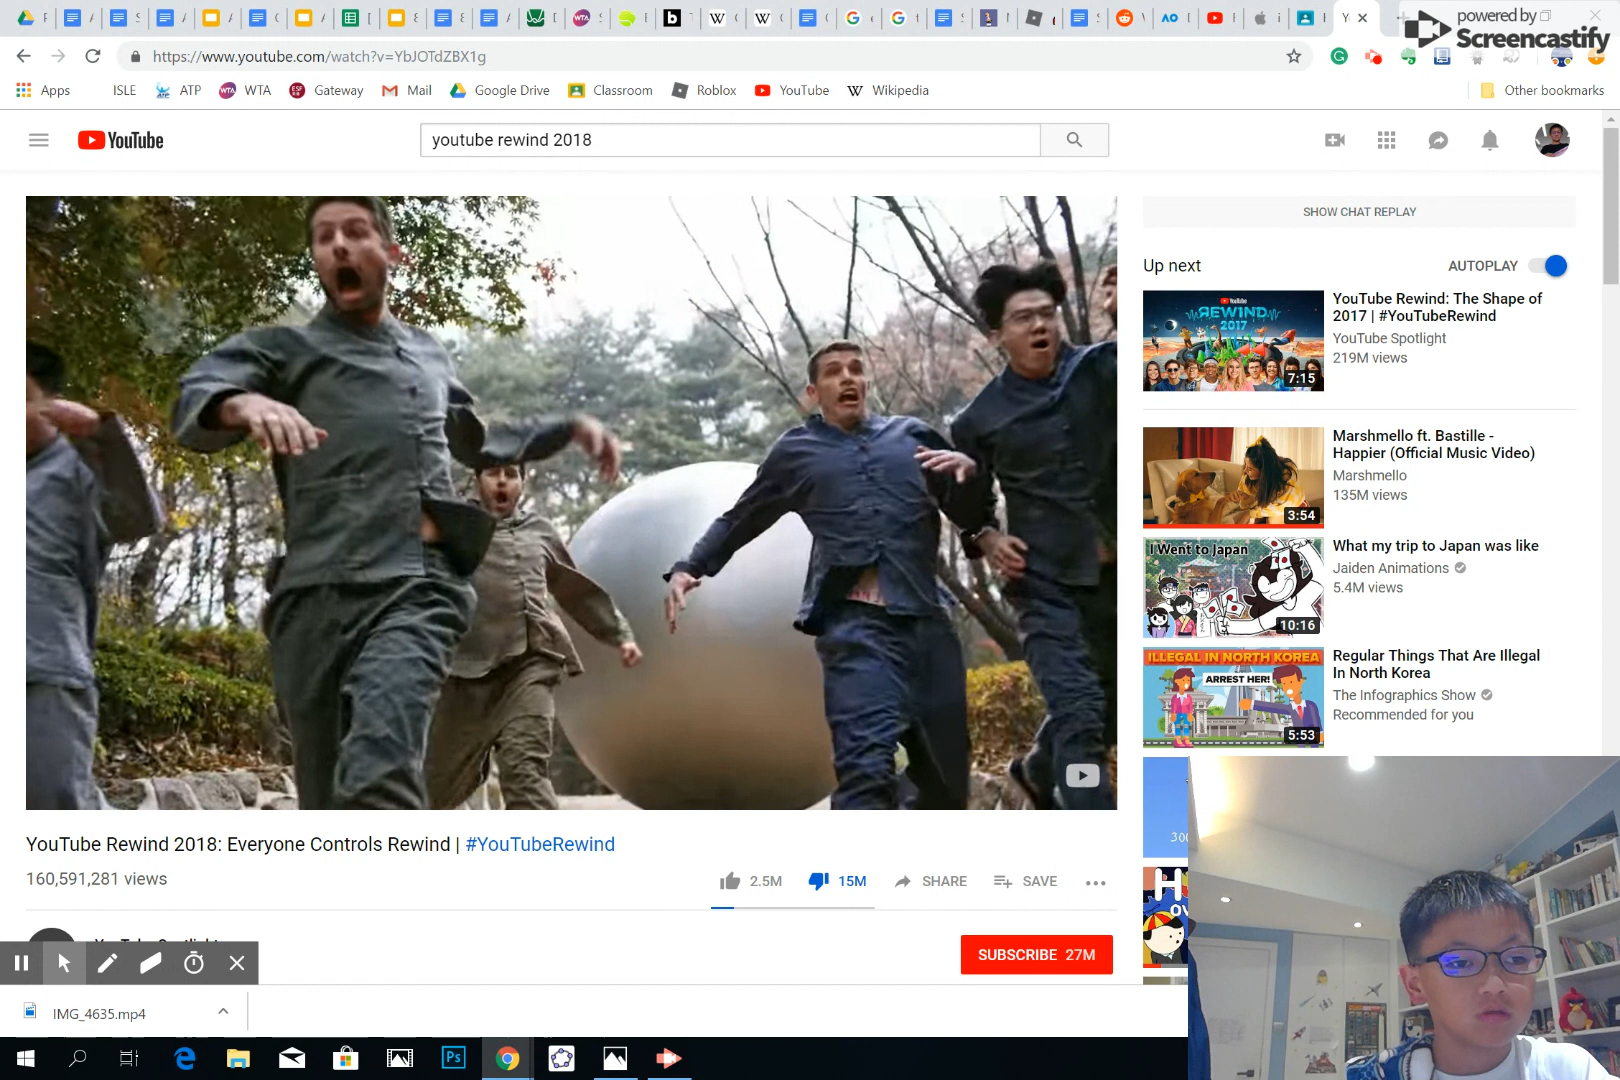 powered by
Screencastify
https://www.youtube.com/watch?v=YbJOTdZBX1g
Apps ISLE ATP WTA Gateway Mail Google Drive Classroom Roblox YouTube Wikipedia Other bookmarks
YouTube
youtube rewind 2018
SHOW CHAT REPLAY
Up next AUTOPLAY
YouTube
REWIND
2017
7:15
YouTube Rewind: The Shape of
2017 | #YouTubeRewind
YouTube Spotlight
219M views
3:54
Marshmello ft. Bastille -
Happier (Official Music Video)
Marshmello
135M views
I Went to Japan
10:16
What my trip to Japan was like
Jaiden Animations
5.4M views
ILLEGAL IN NORTH KOREA
ARREST HER!
5:53
Regular Things That Are Illegal
In North Korea
The Infographics Show
Recommended for you
YouTube Rewind 2018: Everyone Controls Rewind | #YouTubeRewind
160,591,281 views
2.5M 15M SHARE SAVE
SUBSCRIBE 27M
IMG_4635.mp4
Ps